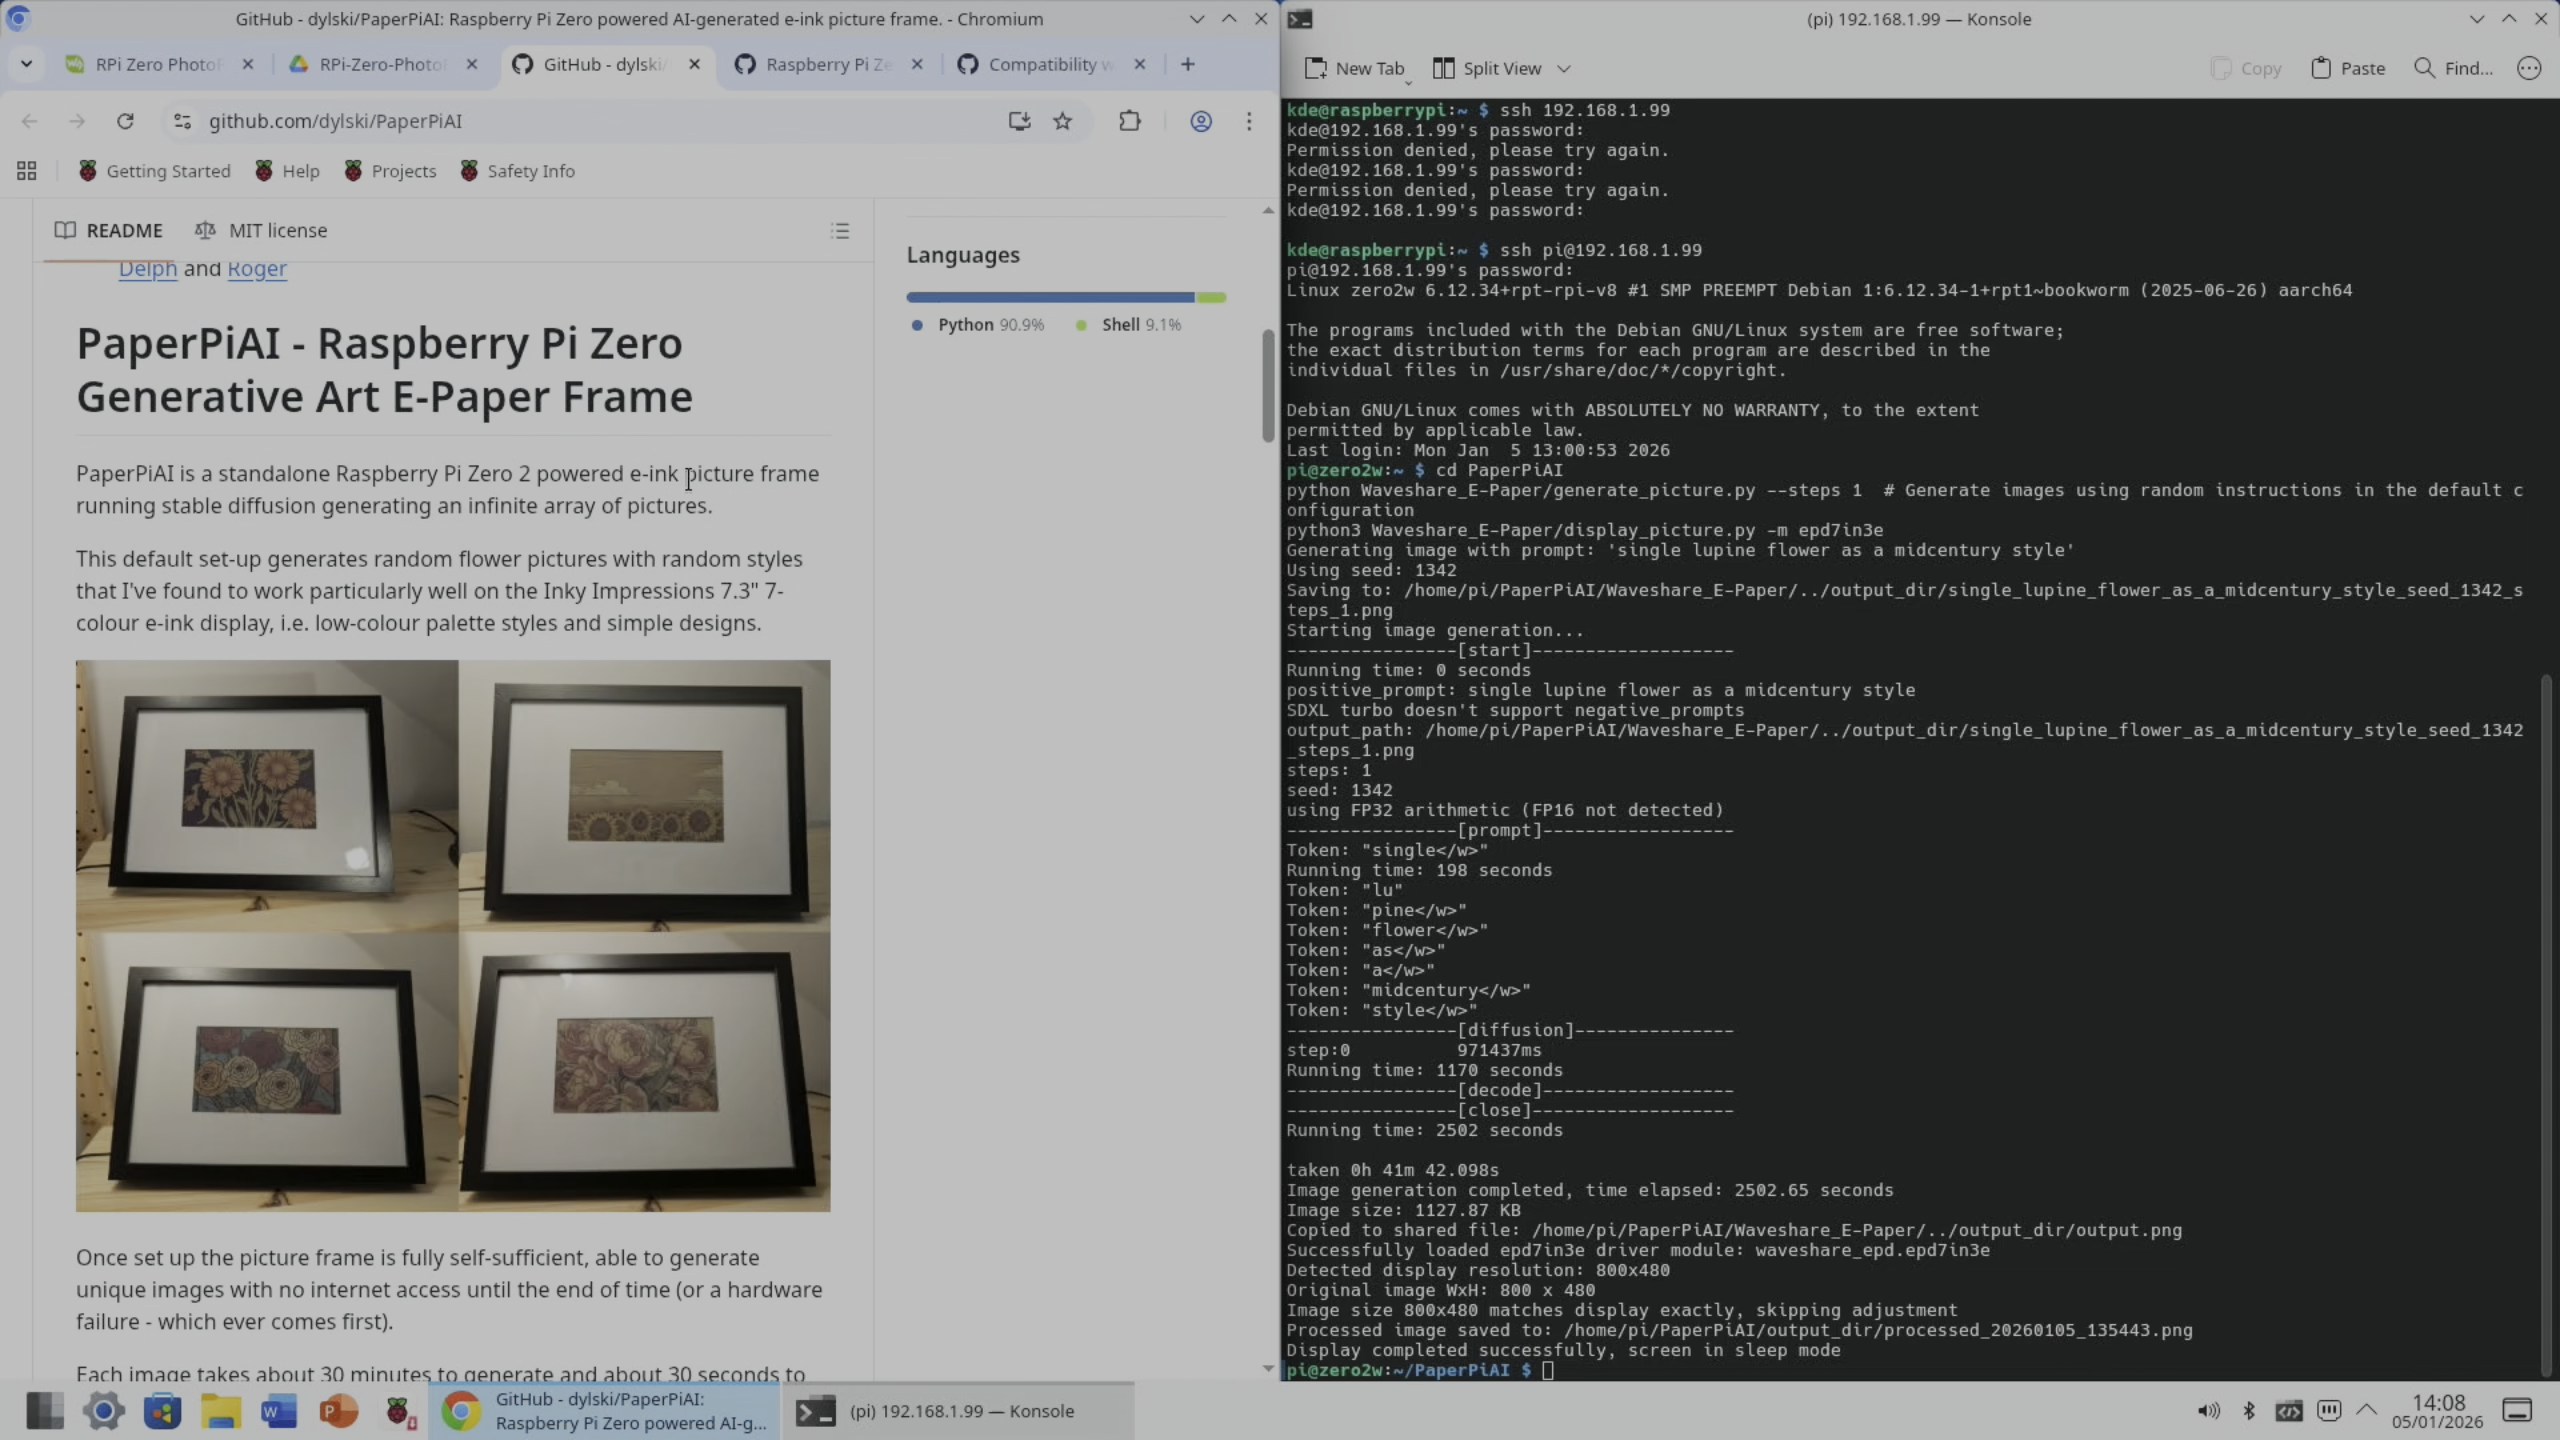 GitHub - dylski/PaperPiAI: Raspberry Pi Zero powered AI-generated e-ink picture frame. - Chromium
RPi Zero Photo
RPi-Zero-Photo
GitHub - dylski/
Raspberry Pi Ze
Compatibility w
github.com/dylski/PaperPiAI
Getting Started
Help
Projects
Safety Info
README
MIT license
Delph and Roger
PaperPiAI - Raspberry Pi Zero
Generative Art E-Paper Frame
PaperPiAI is a standalone Raspberry Pi Zero 2 powered e-ink picture frame
running stable diffusion generating an infinite array of pictures.
This default set-up generates random flower pictures with random styles
that I've found to work particularly well on the Inky Impressions 7.3" 7-
colour e-ink display, i.e. low-colour palette styles and simple designs.
Once set up the picture frame is fully self-sufficient, able to generate
unique images with no internet access until the end of time (or a hardware
failure - which ever comes first).
Each image takes about 30 minutes to generate and about 30 seconds to
Languages
Python 90.9%
Shell 9.1%
(pi) 192.168.1.99 — Konsole
New Tab
Split View
Copy
Paste
Find...
kde@raspberrypi:~ $ ssh 192.168.1.99
kde@192.168.1.99's password:
Permission denied, please try again.
kde@192.168.1.99's password:
Permission denied, please try again.
kde@192.168.1.99's password:
kde@raspberrypi:~ $ ssh pi@192.168.1.99
pi@192.168.1.99's password:
Linux zero2w 6.12.34+rpt-rpi-v8 #1 SMP PREEMPT Debian 1:6.12.34-1+rpt1~bookworm (2025-06-26) aarch64
The programs included with the Debian GNU/Linux system are free software;
the exact distribution terms for each program are described in the
individual files in /usr/share/doc/*/copyright.
Debian GNU/Linux comes with ABSOLUTELY NO WARRANTY, to the extent
permitted by applicable law.
Last login: Mon Jan  5 13:00:53 2026
pi@zero2w:~ $ cd PaperPiAI
python Waveshare_E-Paper/generate_picture.py --steps 1  # Generate images using random instructions in the default c
onfiguration
python3 Waveshare_E-Paper/display_picture.py -m epd7in3e
Generating image with prompt: 'single lupine flower as a midcentury style'
Using seed: 1342
Saving to: /home/pi/PaperPiAI/Waveshare_E-Paper/../output_dir/single_lupine_flower_as_a_midcentury_style_seed_1342_s
teps_1.png
Starting image generation...
----------------[start]------------------
Running time: 0 seconds
positive_prompt: single lupine flower as a midcentury style
SDXL turbo doesn't support negative_prompts
output_path: /home/pi/PaperPiAI/Waveshare_E-Paper/../output_dir/single_lupine_flower_as_a_midcentury_style_seed_1342
_steps_1.png
steps: 1
seed: 1342
using FP32 arithmetic (FP16 not detected)
----------------[prompt]------------------
Token: "single</w>"
Running time: 198 seconds
Token: "lu"
Token: "pine</w>"
Token: "flower</w>"
Token: "as</w>"
Token: "a</w>"
Token: "midcentury</w>"
Token: "style</w>"
----------------[diffusion]---------------
step:0          971437ms
Running time: 1170 seconds
----------------[decode]------------------
----------------[close]-------------------
Running time: 2502 seconds
taken 0h 41m 42.098s
Image generation completed, time elapsed: 2502.65 seconds
Image size: 1127.87 KB
Copied to shared file: /home/pi/PaperPiAI/Waveshare_E-Paper/../output_dir/output.png
Successfully loaded epd7in3e driver module: waveshare_epd.epd7in3e
Detected display resolution: 800x480
Original image WxH: 800 x 480
Image size 800x480 matches display exactly, skipping adjustment
Processed image saved to: /home/pi/PaperPiAI/output_dir/processed_20260105_135443.png
Display completed successfully, screen in sleep mode
pi@zero2w:~/PaperPiAI $
GitHub - dylski/PaperPiAI:
Raspberry Pi Zero powered AI-g...
(pi) 192.168.1.99 — Konsole
14:08
05/01/2026